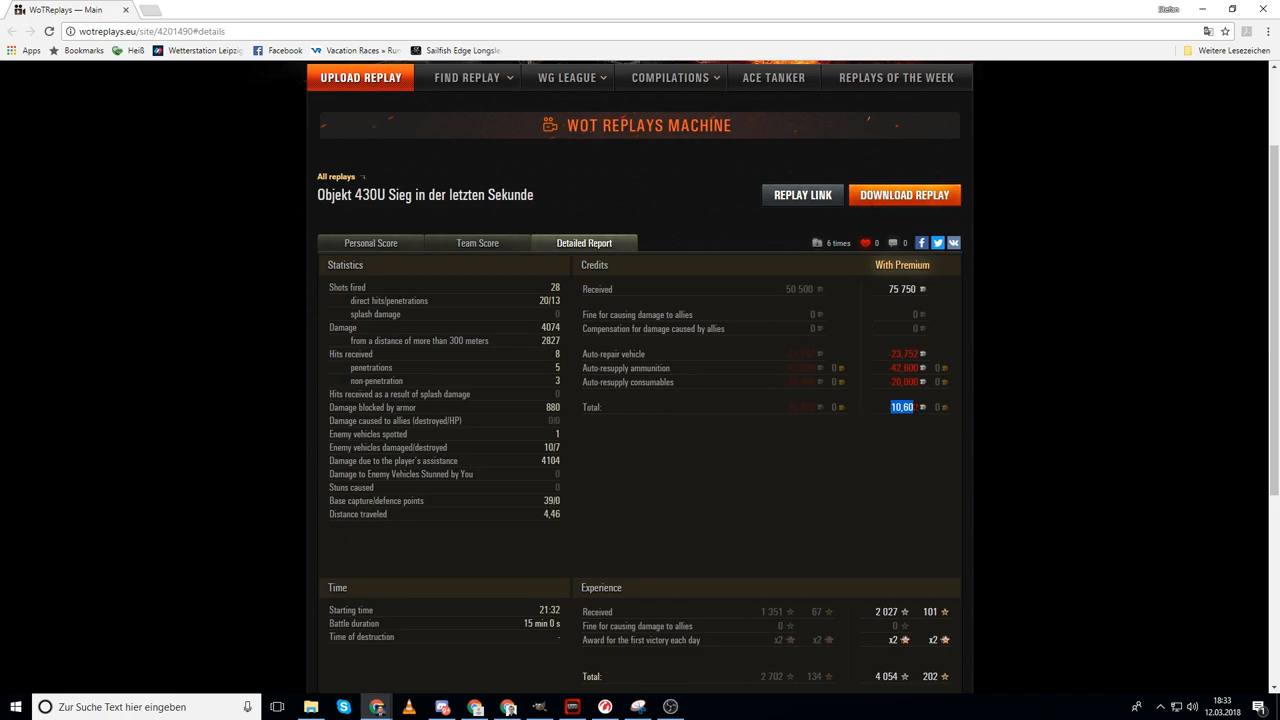 WoTReplays — Main
Stefan
wotreplays.eu/site/4201490#details
Apps Bookmarks Heiß Wetterstation Leipzig Facebook Vacation Races » Run Sailfish Edge Longsle Weitere Lesezeichen
UPLOAD REPLAY FIND REPLAY WG LEAGUE COMPILATIONS ACE TANKER REPLAYS OF THE WEEK
WOT REPLAYS MACHINE
All replays
Objekt 430U Sieg in der letzten Sekunde
REPLAY LINK DOWNLOAD REPLAY
Personal Score Team Score Detailed Report 6 times 0 0
Statistics Credits With Premium
Shots fired 28 Received 50 500 75 750
direct hits/penetrations 20/13
splash damage 0 Fine for causing damage to allies 0 0
Damage 4074 Compensation for damage caused by allies 0 0
from a distance of more than 300 meters 2827
Hits received 8 Auto-repair vehicle -23,752
penetrations 5 Auto-resupply ammunition 0 -42,600 0
non-penetration 3 Auto-resupply consumables 0 -20,000 0
Hits received as a result of splash damage 0
Damage blocked by armor 880 Total: 0 10,60 0
Damage caused to allies (destroyed/HP) 0/0
Enemy vehicles spotted 1
Enemy vehicles damaged/destroyed 10/7
Damage due to the player's assistance 4104
Damage to Enemy Vehicles Stunned by You 0
Stuns caused 0
Base capture/defence points 39/0
Distance traveled 4,46
Time Experience
Starting time 21:32 Received 1 351 67 2 027 101
Battle duration 15 min 0 s Fine for causing damage to allies 0 0
Time of destruction - Award for the first victory each day x2 x2 x2 x2
Total: 2 702 134 4 054 202
Zur Suche Text hier eingeben
18:33
12.03.2018